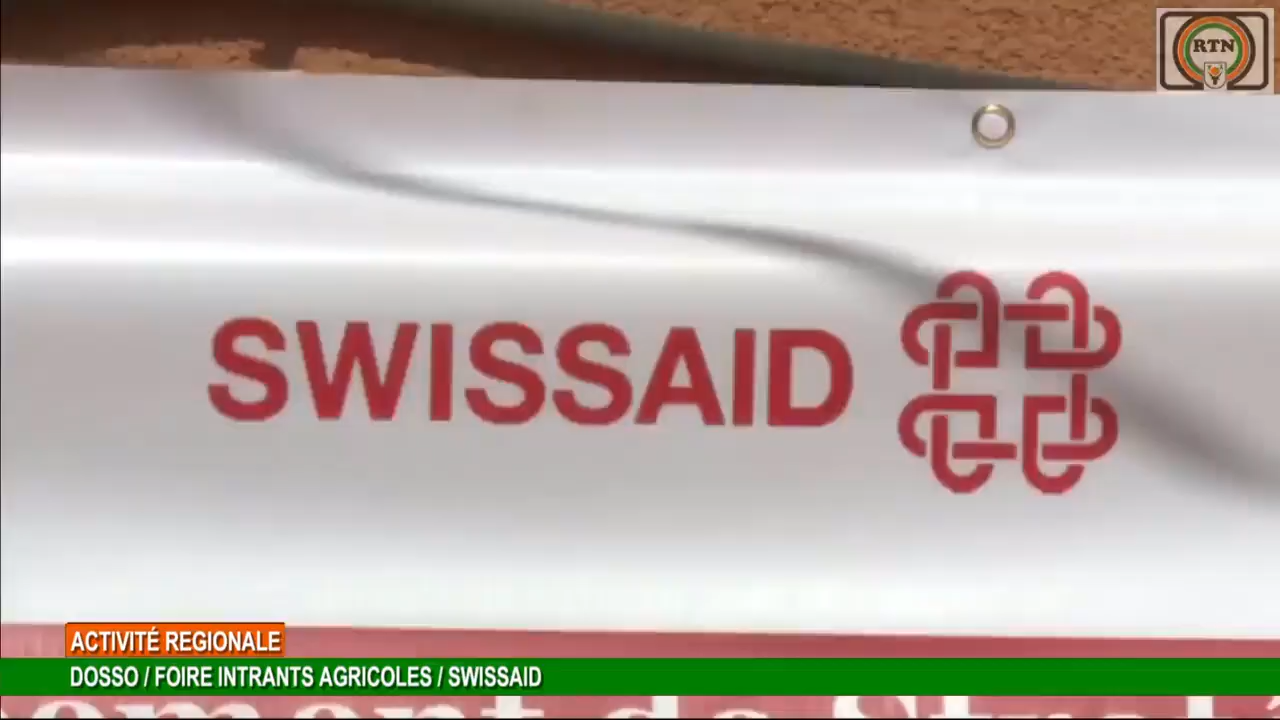 RTN
SWISSAID
ACTIVITÉ REGIONALE
DOSSO / FOIRE INTRANTS AGRICOLES / SWISSAID